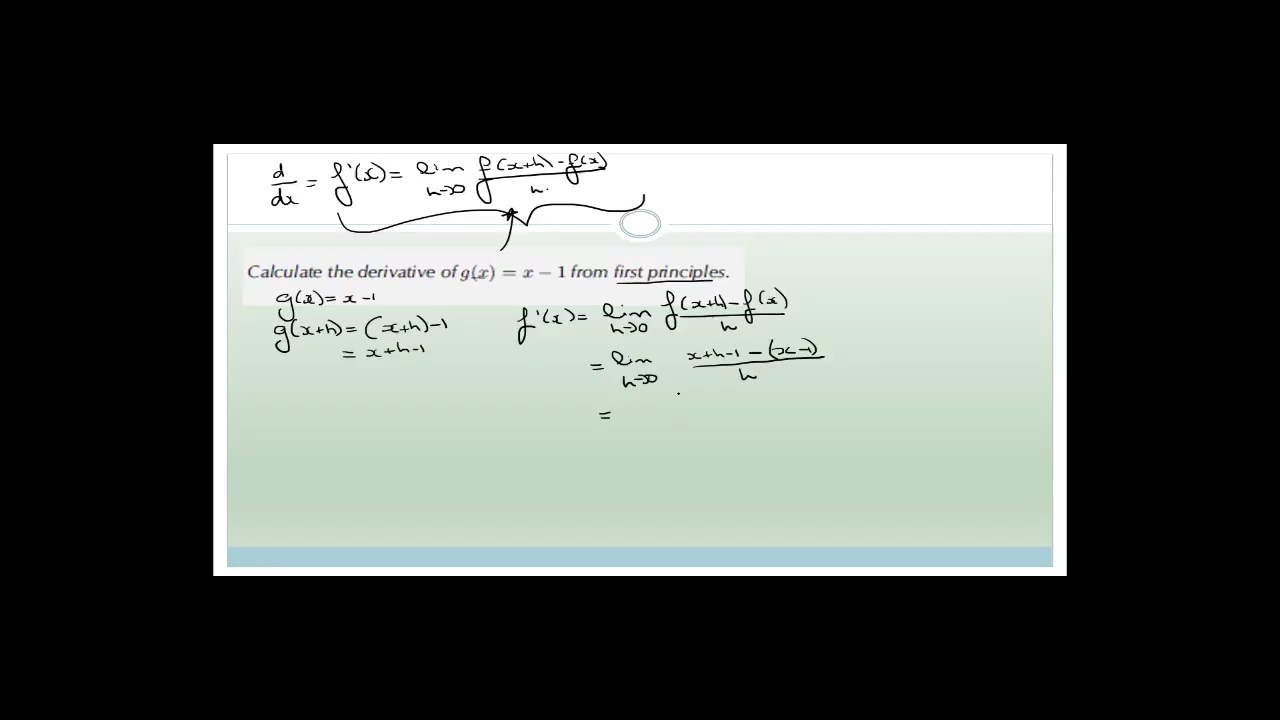 d/dx = f'(x) = lim h→0 f(x+h) - f(x) / h
Calculate the derivative of g(x) = x − 1 from first principles.
g(x) = x - 1
g(x+h) = (x+h) - 1
= x+h-1
f'(x) = lim h→0 f(x+h) - f(x) / h
= lim h→0 x+h-1 - (x-1) / h
=